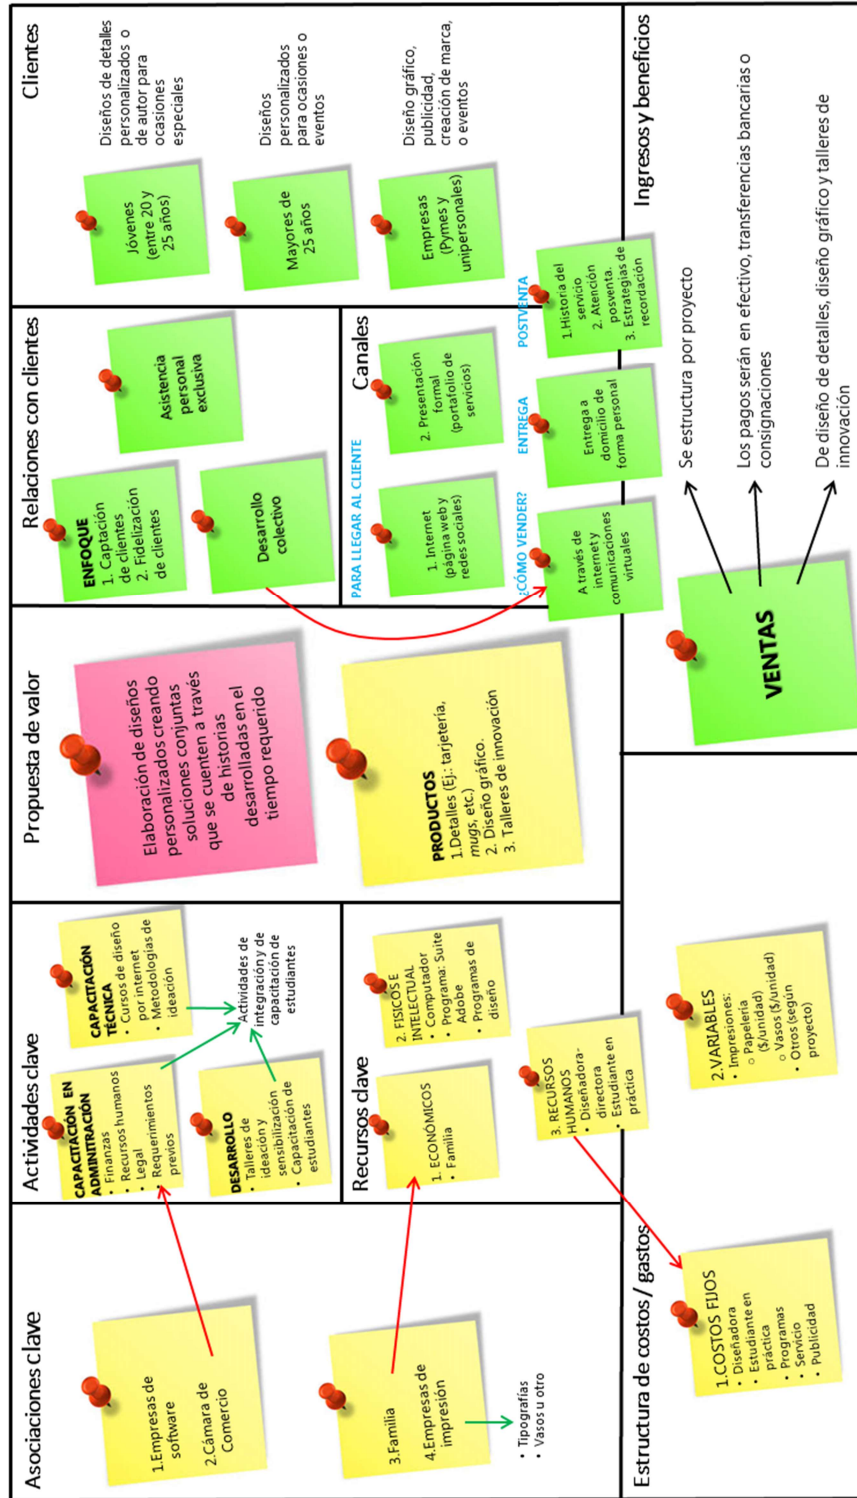 Asociaciones clave
1.Empresas de
software
2.Cámara de
Comercio
3.Familia
4.Empresas de
impresión
• Tipografías
• Vasos u otro
Actividades clave
CAPACITACIÓN EN
ADMINITRACIÓN
• Finanzas
• Recursos humanos
• Legal
• Requerimientos
previos
CAPACITACIÓN
TÉCNICA
• Cursos de diseño
por internet
• Metodologías de
ideación
DESARROLLO
• Talleres de
ideación y
sensibilización
• Capacitación de
estudiantes
Actividades de
integración y de
capacitación de
estudiantes
Recursos clave
1. ECONÓMICOS
• Familia
2. FISICOS E
INTELECTUAL
• Computador
• Programa: Suite
Adobe
• Programas de
diseño
3. RECURSOS
HUMANOS
• Diseñadora-
directora
• Estudiante en
práctica
Propuesta de valor
Elaboración de diseños
personalizados creando
soluciones conjuntas
que se cuenten a través
de historias
desarrolladas en el
tiempo requerido
PRODUCTOS
1.Detalles (Ej.: tarjetería,
mugs, etc.)
2. Diseño gráfico.
3. Talleres de innovación
Relaciones con clientes
ENFOQUE
1. Captación
de clientes
2. Fidelización
de clientes
Asistencia
personal
exclusiva
Desarrollo
colectivo
Canales
PARA LLEGAR AL CLIENTE
1. Internet
(página web y
redes sociales)
2. Presentación
formal
(portafolio de
servicios)
¿CÓMO VENDER?
A través de
internet y
comunicaciones
virtuales
ENTREGA
Entrega a
domicilio de
forma personal
POSTVENTA
1.Historia del
servicio
2. Atención
posventa.
3. Estrategias de
recordación
Clientes
Jóvenes
(entre 20 y
25 años)
Diseños de detalles
personalizados o
de autor para
ocasiones
especiales
Mayores de
25 años
Diseños
personalizados
para ocasiones o
eventos
Empresas
(Pymes y
unipersonales)
Diseño gráfico,
publicidad,
creación de marca,
o eventos
Estructura de costos / gastos
1.COSTOS FIJOS
• Diseñadora
• Estudiante en
práctica
• Programas
• Servicio
• Publicidad
2.VARIABLES
• Impresiones:
○ Papelería
($/unidad)
○ Vasos ($/unidad)
• Otros (según
proyecto)
Ingresos y beneficios
VENTAS
Se estructura por proyecto
Los pagos serán en efectivo, transferencias bancarias o
consignaciones
De diseño de detalles, diseño gráfico y talleres de
innovación